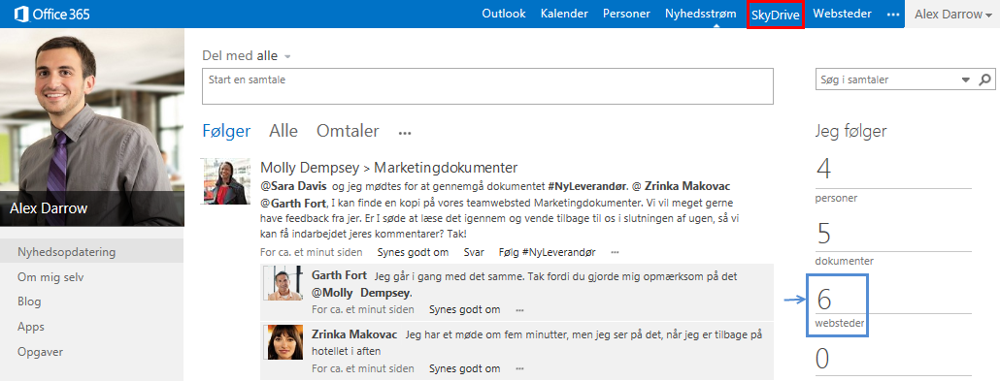 Office 365
Outlook Kalender Personer Nyhedsstrøm SkyDrive Websteder ··· Alex Darrow
Alex Darrow
Nyhedsopdatering
Om mig selv
Blog
Apps
Opgaver
Del med alle
Start en samtale
Følger Alle Omtaler ···
Molly Dempsey > Marketingdokumenter
@Sara Davis og jeg mødtes for at gennemgå dokumentet #NyLeverandør. @ Zrinka Makovac
@Garth Fort, I kan finde en kopi på vores teamwebsted Marketingdokumenter. Vi vil meget gerne
have feedback fra jer. Er I søde at læse det igennem og vende tilbage til os i slutningen af ugen, så vi
kan få indarbejdet jeres kommentarer? Tak!
For ca. et minut siden Synes godt om Svar Følg #NyLeverandør ···
Garth Fort Jeg går i gang med det samme. Tak fordi du gjorde mig opmærksom på det
@Molly Dempsey.
For ca. et minut siden Synes godt om ···
Zrinka Makovac Jeg har et møde om fem minutter, men jeg ser på det, når jeg er tilbage på
hotellet i aften
For ca. et minut siden Synes godt om ···
Søg i samtaler
Jeg følger
4
personer
5
dokumenter
6
websteder
0